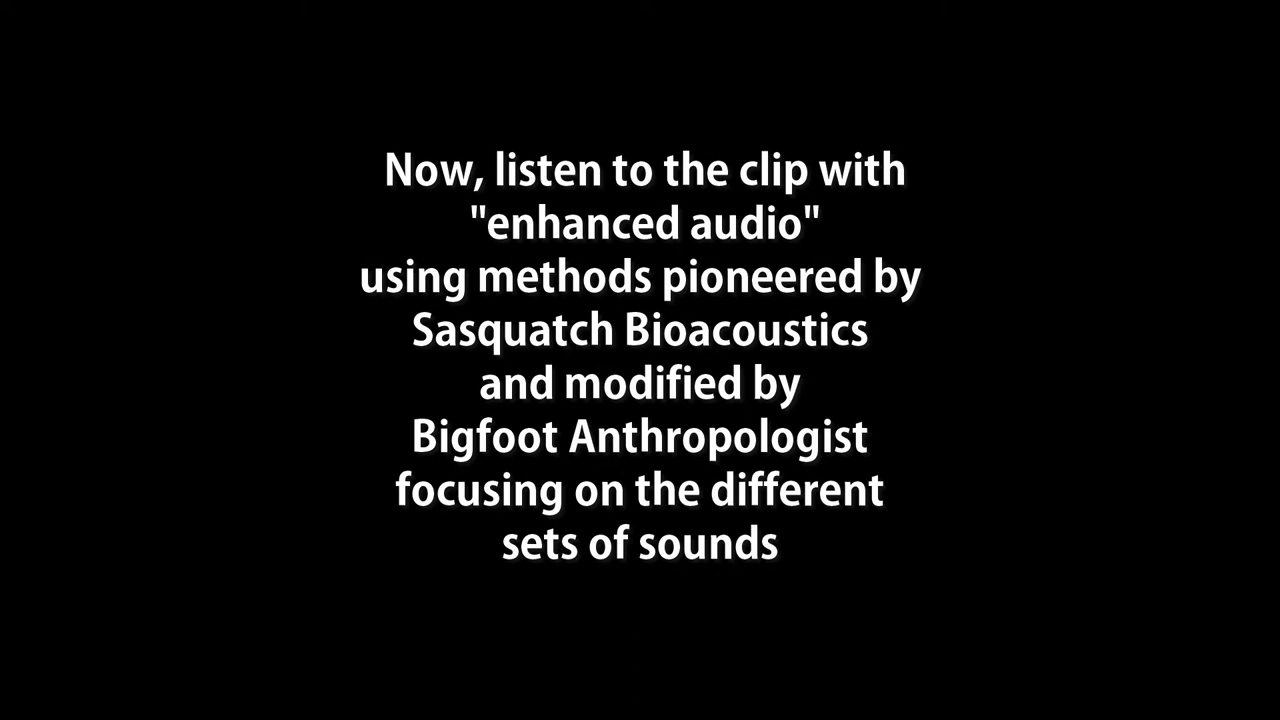 Now, listen to the clip with
"enhanced audio"
using methods pioneered by
Sasquatch Bioacoustics
and modified by
Bigfoot Anthropologist
focusing on the different
sets of sounds